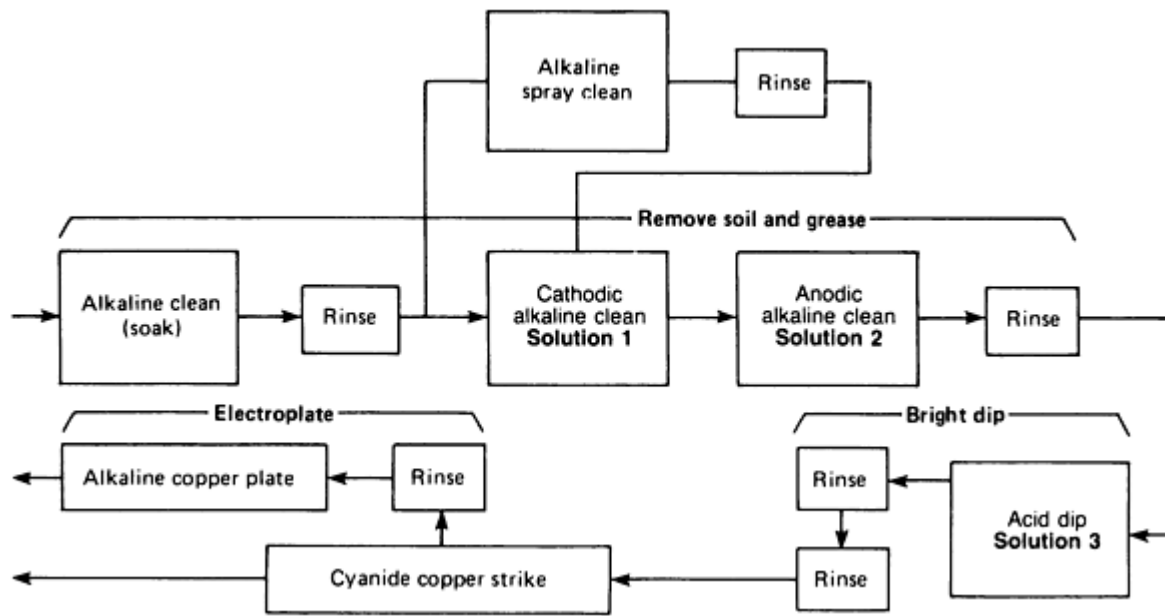 Alkaline
spray clean
Rinse
Remove soil and grease
Alkaline clean
(soak)
Rinse
Cathodic
alkaline clean
Solution 1
Anodic
alkaline clean
Solution 2
Rinse
Electroplate
Bright dip
Alkaline copper plate
Rinse
Rinse
Acid dip
Solution 3
Cyanide copper strike
Rinse